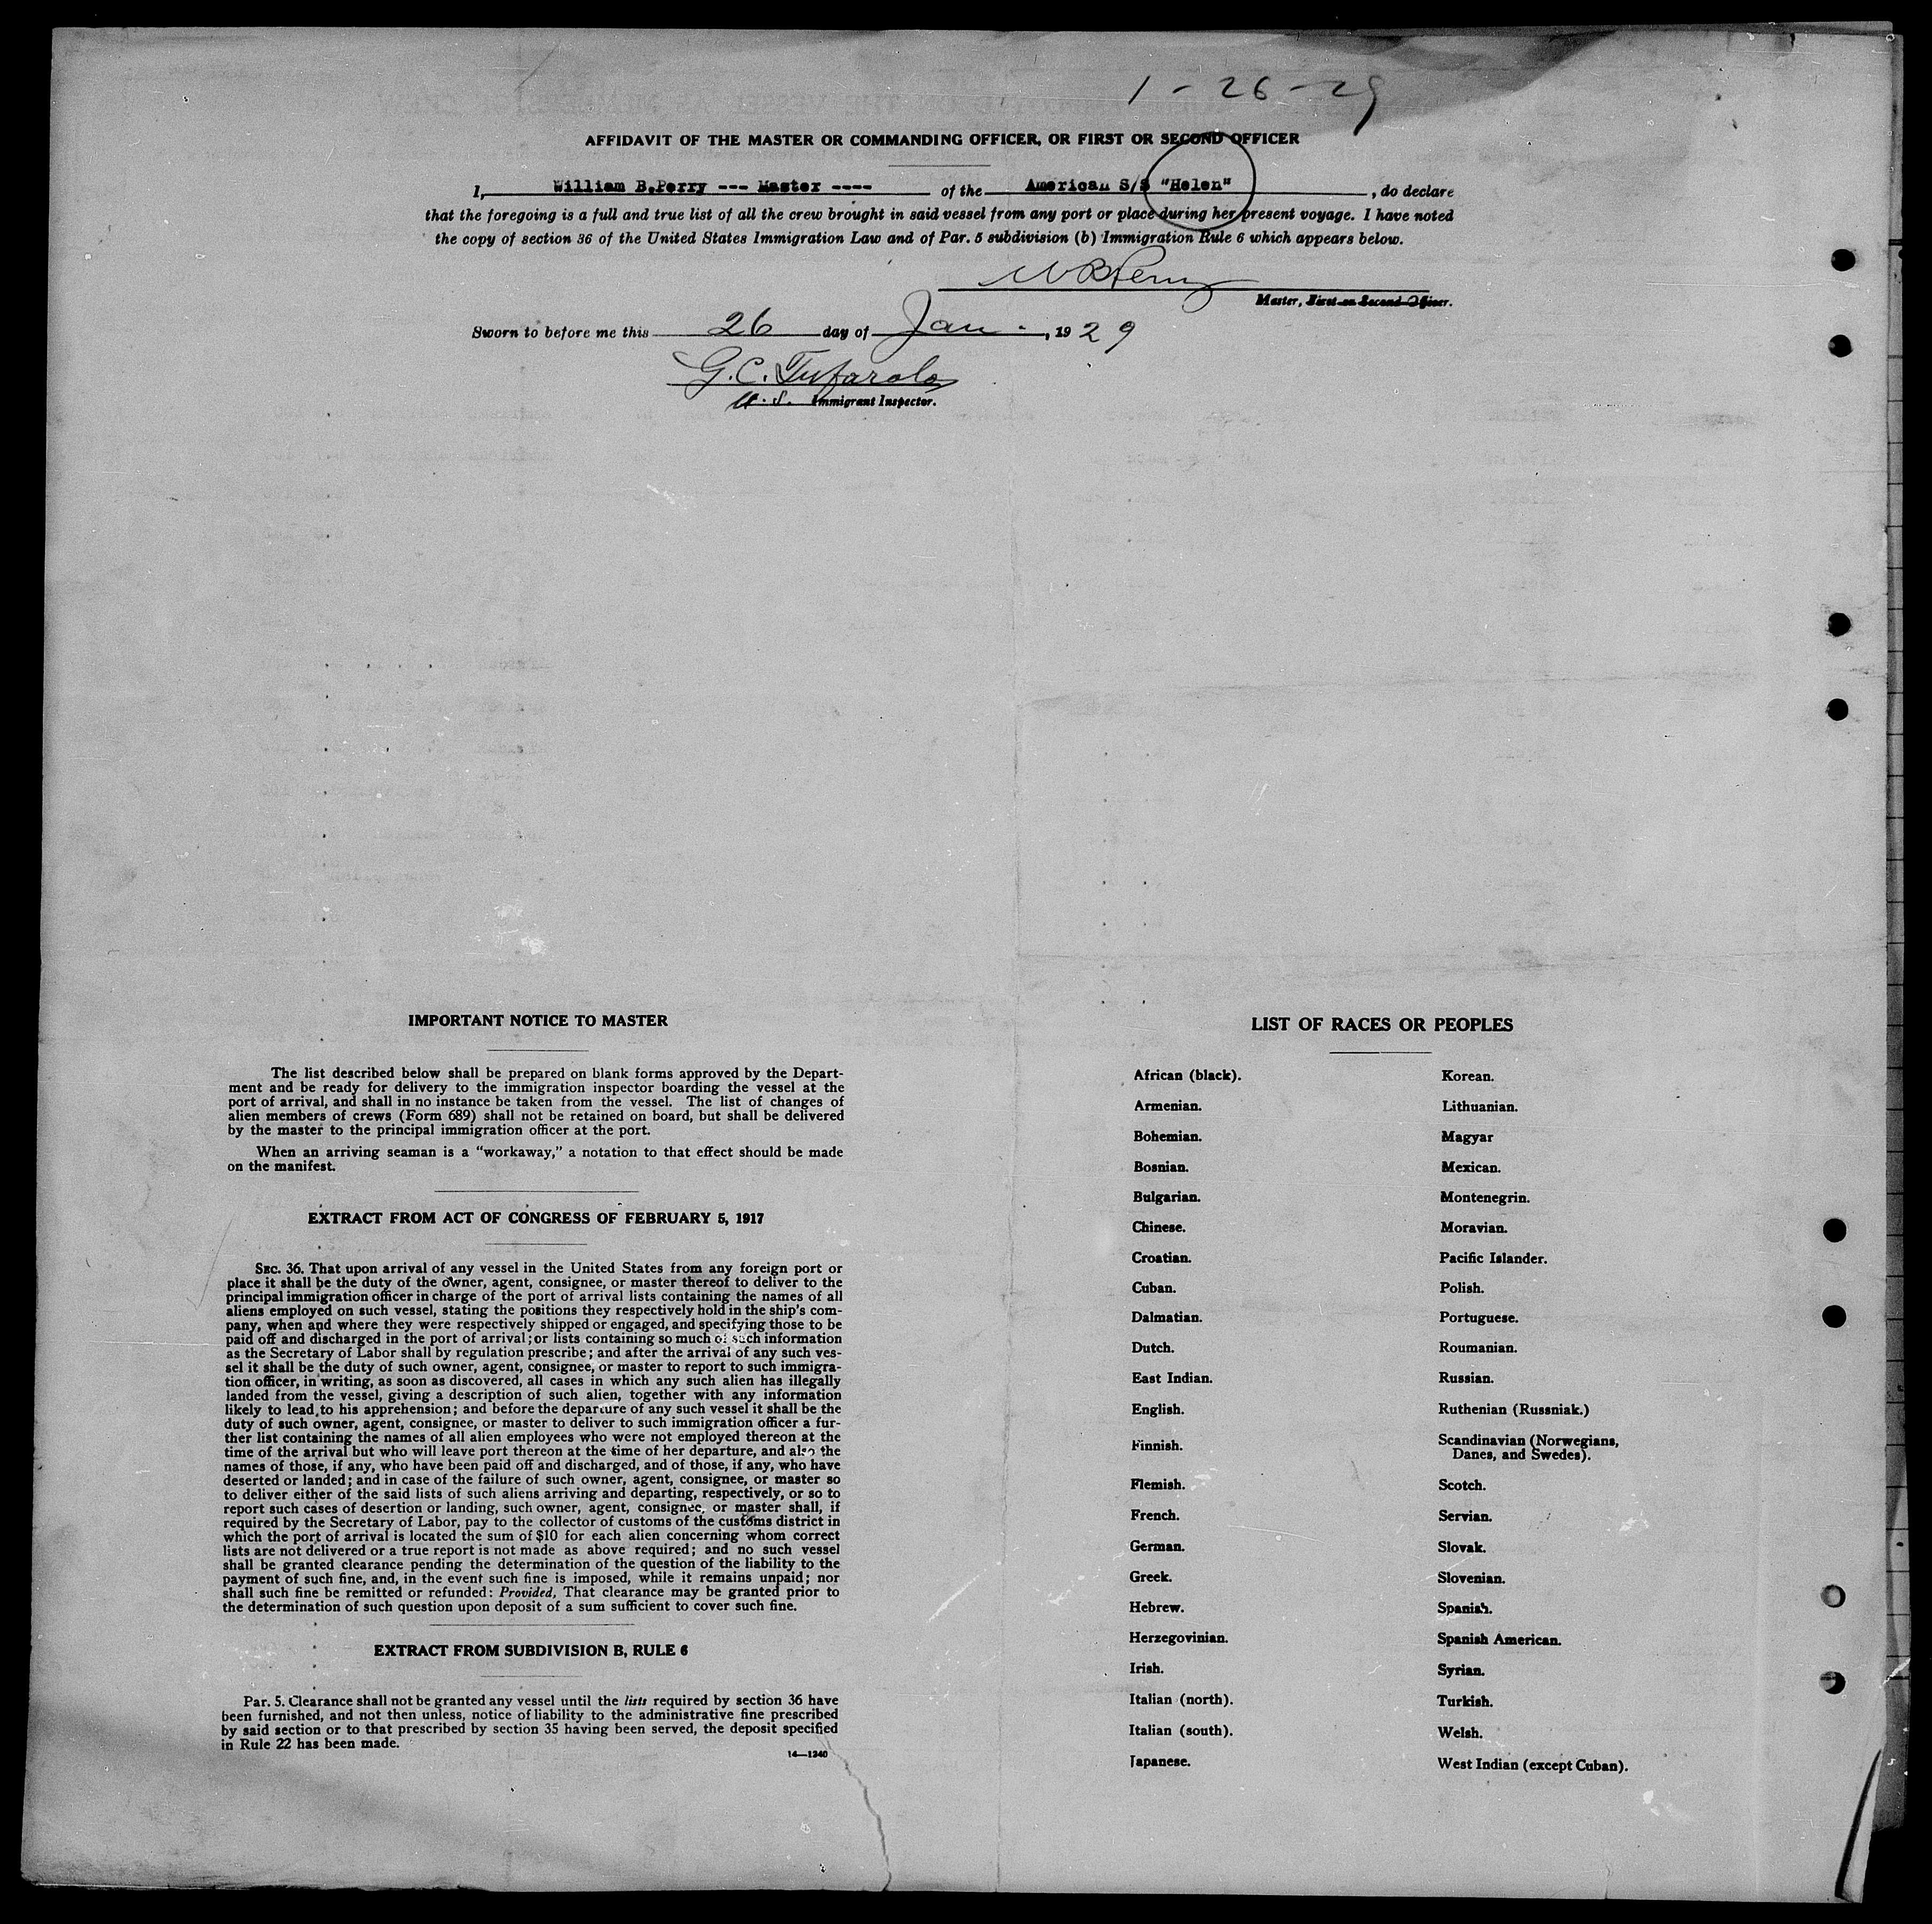 1-26-29
AFFIDAVIT OF THE MASTER OR COMMANDING OFFICER, OR FIRST OR SECOND OFFICER
I, William B.Perry --- Master ---- of the American S/S "Helen" , do declare
that the foregoing is a full and true list of all the crew brought in said vessel from any port or place during her present voyage. I have noted
the copy of section 36 of the United States Immigration Law and of Par. 5 subdivision (b) Immigration Rule 6 which appears below.
W B Perry
Master, First or Second Officer.
Sworn to before me this 26 day of Jan. , 1929
G.C. Tufarolo
U.S. Immigrant Inspector.
IMPORTANT NOTICE TO MASTER
The list described below shall be prepared on blank forms approved by the Depart-
ment and be ready for delivery to the immigration inspector boarding the vessel at the
port of arrival, and shall in no instance be taken from the vessel. The list of changes of
alien members of crews (Form 689) shall not be retained on board, but shall be delivered
by the master to the principal immigration officer at the port.
When an arriving seaman is a "workaway," a notation to that effect should be made
on the manifest.
EXTRACT FROM ACT OF CONGRESS OF FEBRUARY 5, 1917
SEC. 36. That upon arrival of any vessel in the United States from any foreign port or
place it shall be the duty of the owner, agent, consignee, or master thereof to deliver to the
principal immigration officer in charge of the port of arrival lists containing the names of all
aliens employed on such vessel, stating the positions they respectively hold in the ship's com-
pany, when and where they were respectively shipped or engaged, and specifying those to be
paid off and discharged in the port of arrival; or lists containing so much of such information
as the Secretary of Labor shall by regulation prescribe; and after the arrival of any such ves-
sel it shall be the duty of such owner, agent, consignee, or master to report to such immigra-
tion officer, in writing, as soon as discovered, all cases in which any such alien has illegally
landed from the vessel, giving a description of such alien, together with any information
likely to lead to his apprehension; and before the departure of any such vessel it shall be the
duty of such owner, agent, consignee, or master to deliver to such immigration officer a fur-
ther list containing the names of all alien employees who were not employed thereon at the
time of the arrival but who will leave port thereon at the time of her departure, and also the
names of those, if any, who have been paid off and discharged, and of those, if any, who have
deserted or landed; and in case of the failure of such owner, agent, consignee, or master so
to deliver either of the said lists of such aliens arriving and departing, respectively, or so to
report such cases of desertion or landing, such owner, agent, consignee, or master shall, if
required by the Secretary of Labor, pay to the collector of customs of the customs district in
which the port of arrival is located the sum of $10 for each alien concerning whom correct
lists are not delivered or a true report is not made as above required; and no such vessel
shall be granted clearance pending the determination of the question of the liability to the
payment of such fine, and, in the event such fine is imposed, while it remains unpaid; nor
shall such fine be remitted or refunded: Provided, That clearance may be granted prior to
the determination of such question upon deposit of a sum sufficient to cover such fine.
EXTRACT FROM SUBDIVISION B, RULE 6
Par. 5. Clearance shall not be granted any vessel until the lists required by section 36 have
been furnished, and not then unless, notice of liability to the administrative fine prescribed
by said section or to that prescribed by section 35 having been served, the deposit specified
in Rule 22 has been made.
14—1240
LIST OF RACES OR PEOPLES
African (black).
Armenian.
Bohemian.
Bosnian.
Bulgarian.
Chinese.
Croatian.
Cuban.
Dalmatian.
Dutch.
East Indian.
English.
Finnish.
Flemish.
French.
German.
Greek.
Hebrew.
Herzegovinian.
Irish.
Italian (north).
Italian (south).
Japanese.
Korean.
Lithuanian.
Magyar
Mexican.
Montenegrin.
Moravian.
Pacific Islander.
Polish.
Portuguese.
Roumanian.
Russian.
Ruthenian (Russniak.)
Scandinavian (Norwegians,
Danes, and Swedes).
Scotch.
Servian.
Slovak.
Slovenian.
Spanish.
Spanish American.
Syrian.
Turkish.
Welsh.
West Indian (except Cuban).